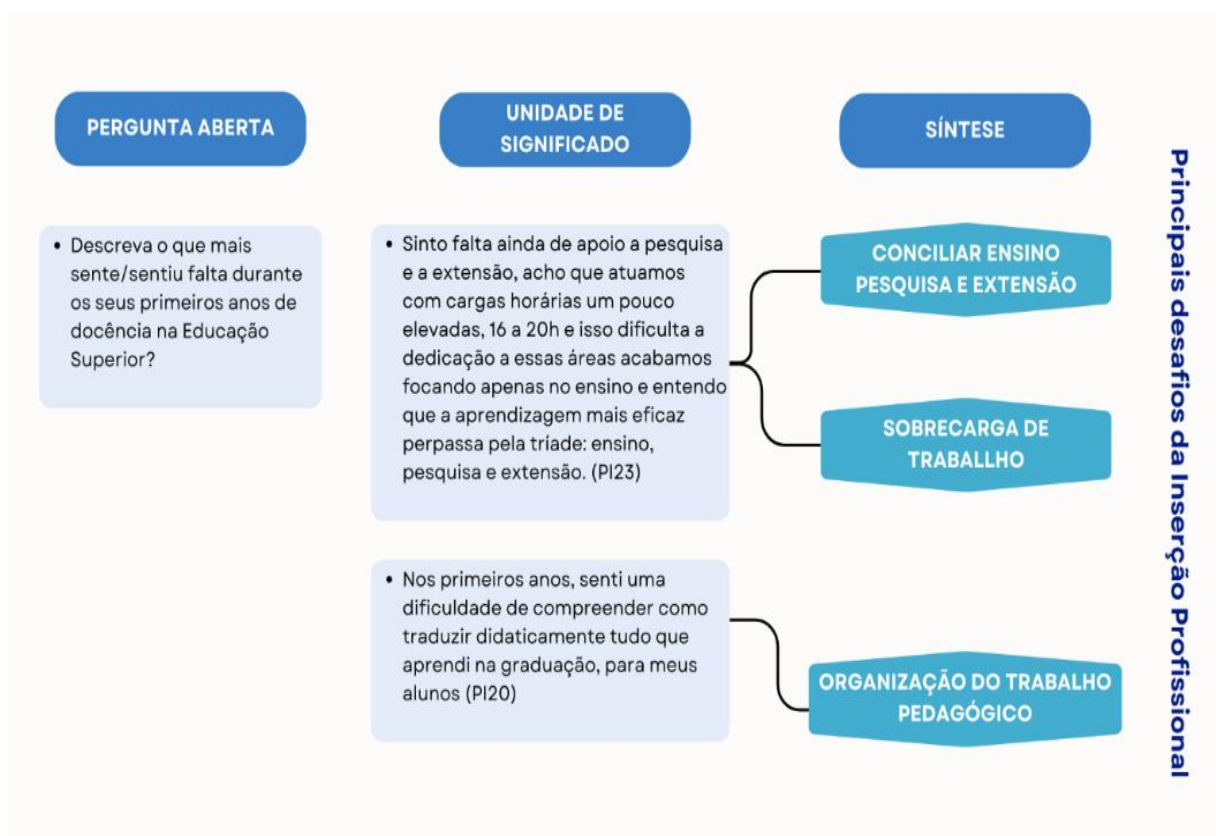 PERGUNTA ABERTA
UNIDADE DE
SIGNIFICADO
SÍNTESE
• Descreva o que mais
sente/sentiu falta durante
os seus primeiros anos de
docência na Educação
Superior?
• Sinto falta ainda de apoio a pesquisa
e a extensão, acho que atuamos
com cargas horárias um pouco
elevadas, 16 a 20h e isso dificulta a
dedicação a essas áreas acabamos
focando apenas no ensino e entendo
que a aprendizagem mais eficaz
perpassa pela tríade: ensino,
pesquisa e extensão. (PI23)
CONCILIAR ENSINO
PESQUISA E EXTENSÃO
SOBRECARGA DE
TRABALLHO
• Nos primeiros anos, senti uma
dificuldade de compreender como
traduzir didaticamente tudo que
aprendi na graduação, para meus
alunos (PI20)
ORGANIZAÇÃO DO TRABALHO
PEDAGÓGICO
Principais desafios da Inserção Profissional